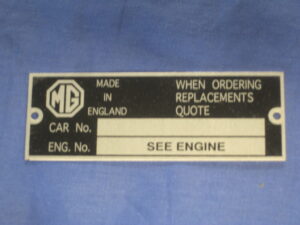 MG
MADE
IN
ENGLAND
WHEN ORDERING
REPLACEMENTS
QUOTE
CAR No.
ENG. No. SEE ENGINE